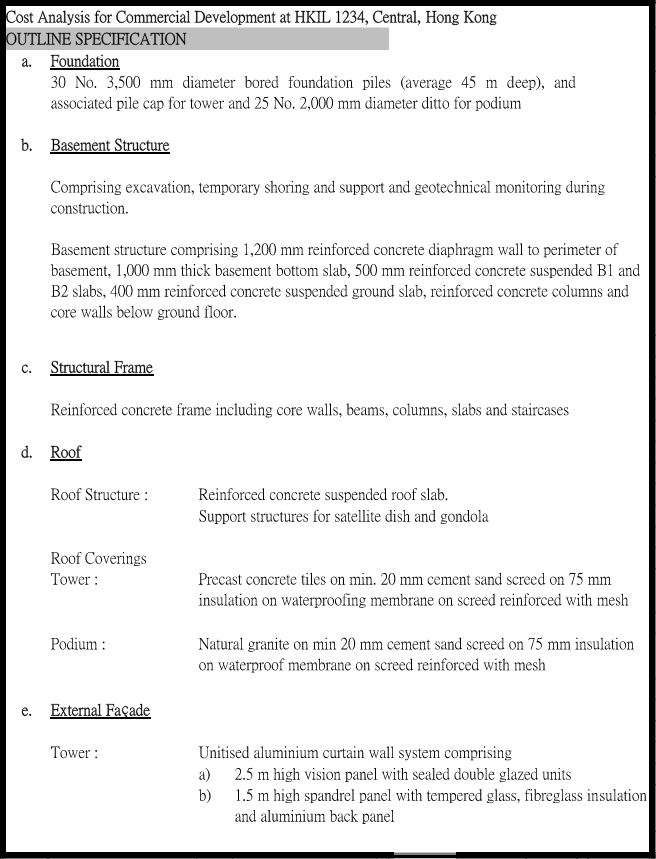 Cost Analysis for Commercial Development at HKIL 1234, Central, Hong Kong
OUTLINE SPECIFICATION
a. Foundation
30 No. 3,500 mm diameter bored foundation piles (average 45 m deep), and
associated pile cap for tower and 25 No. 2,000 mm diameter ditto for podium
b. Basement Structure
Comprising excavation, temporary shoring and support and geotechnical monitoring during
construction.
Basement structure comprising 1,200 mm reinforced concrete diaphragm wall to perimeter of
basement, 1,000 mm thick basement bottom slab, 500 mm reinforced concrete suspended B1 and
B2 slabs, 400 mm reinforced concrete suspended ground slab, reinforced concrete columns and
core walls below ground floor.
c. Structural Frame
Reinforced concrete frame including core walls, beams, columns, slabs and staircases
d. Roof
Roof Structure : Reinforced concrete suspended roof slab.
Support structures for satellite dish and gondola
Roof Coverings
Tower : Precast concrete tiles on min. 20 mm cement sand screed on 75 mm
insulation on waterproofing membrane on screed reinforced with mesh
Podium : Natural granite on min 20 mm cement sand screed on 75 mm insulation
on waterproof membrane on screed reinforced with mesh
e. External Façade
Tower : Unitised aluminium curtain wall system comprising
a) 2.5 m high vision panel with sealed double glazed units
b) 1.5 m high spandrel panel with tempered glass, fibreglass insulation
and aluminium back panel